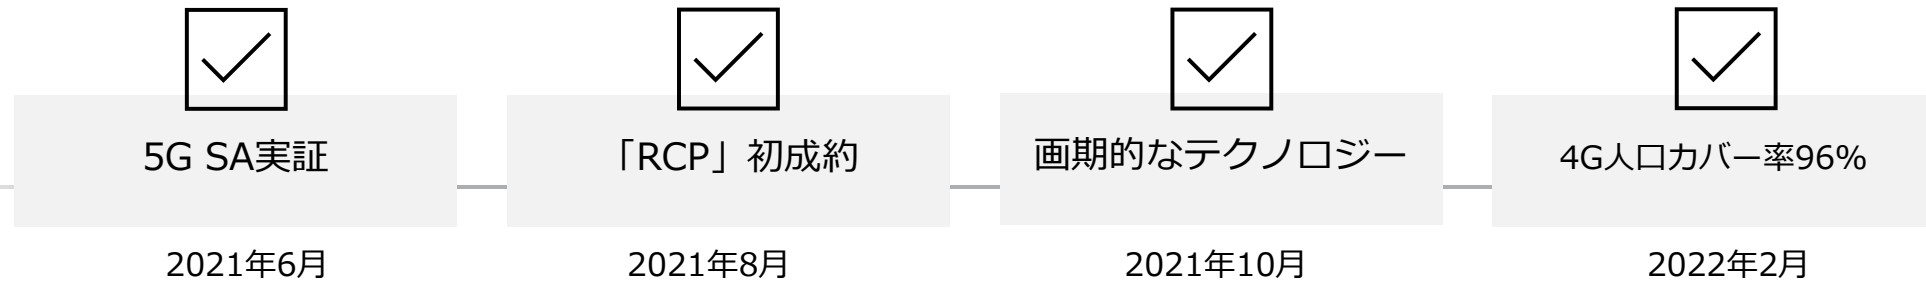 5G SA実証
「RCP」初成約
画期的なテクノロジー
4G人口カバー率96%
2021年6月
2021年8月
2021年10月
2022年2月